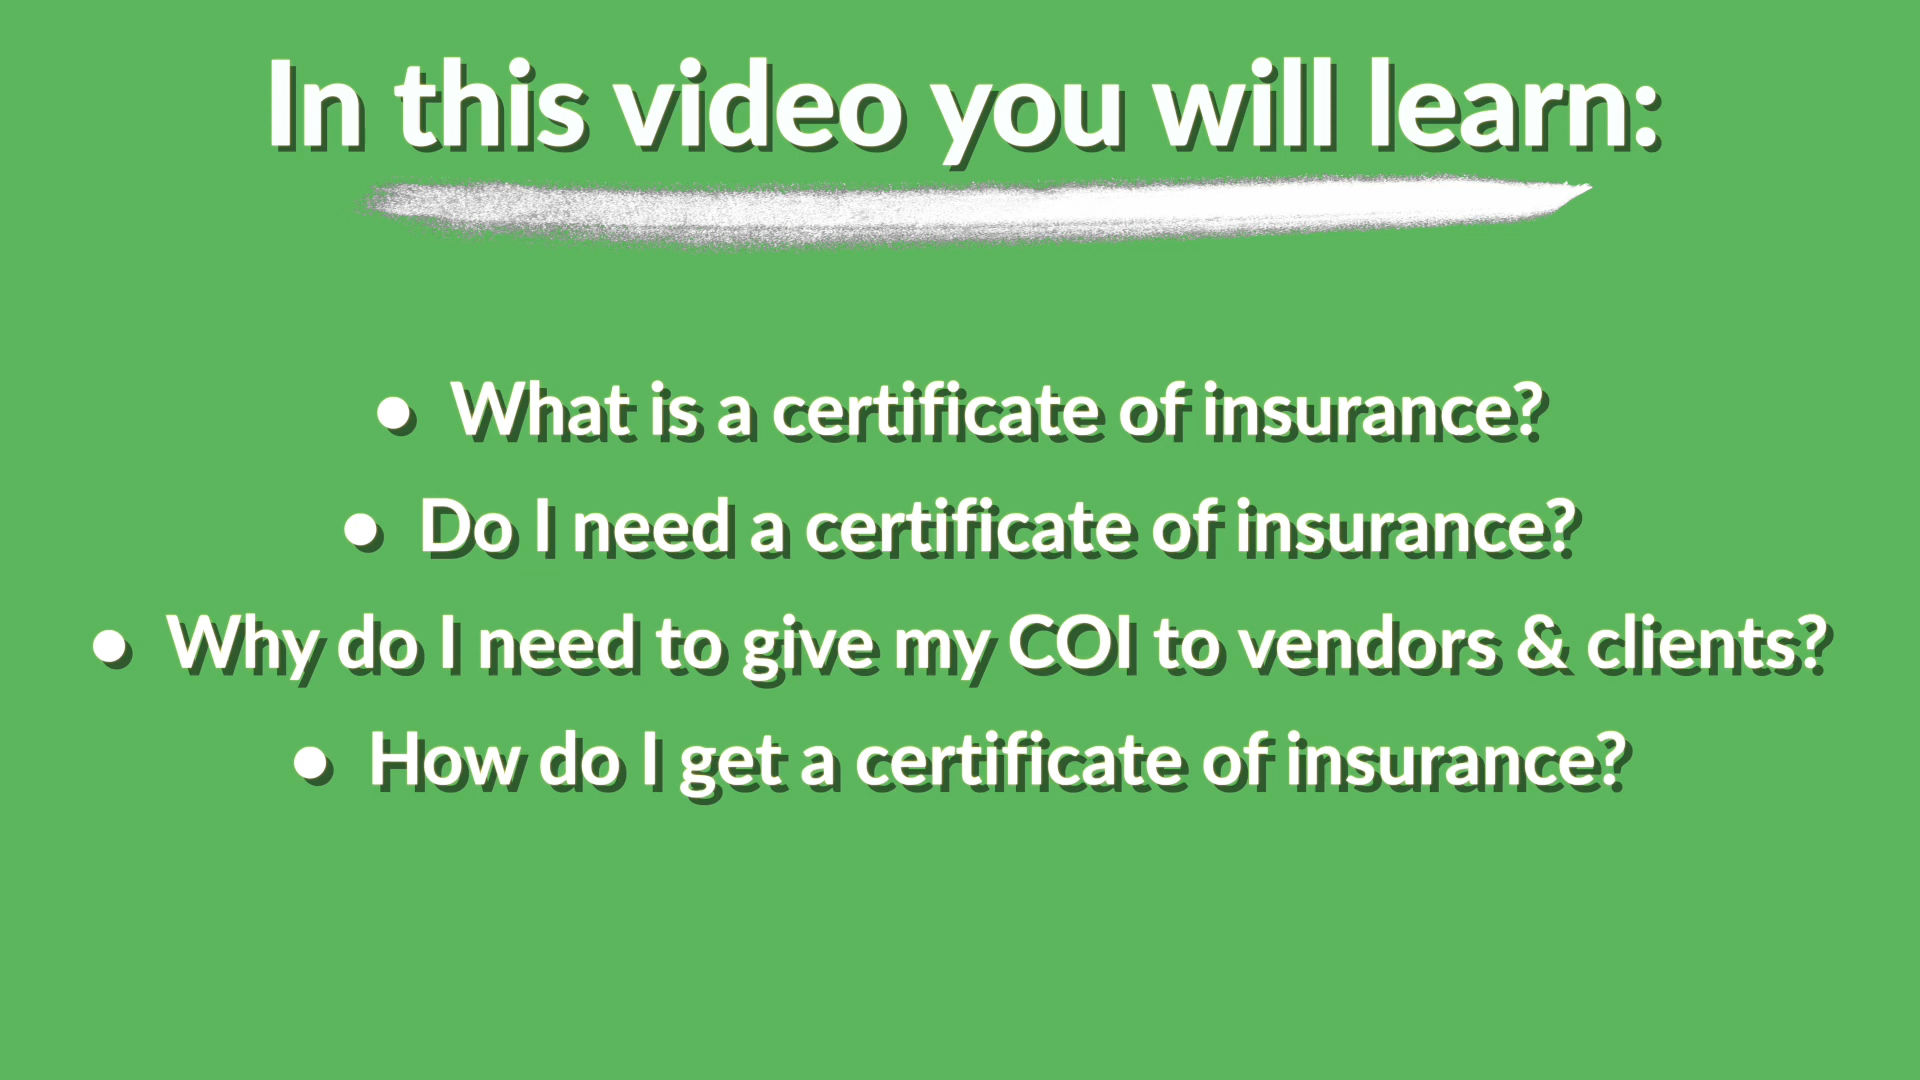 In this video you will learn:
• What is a certificate of insurance?
• Do I need a certificate of insurance?
• Why do I need to give my COI to vendors & clients?
• How do I get a certificate of insurance?